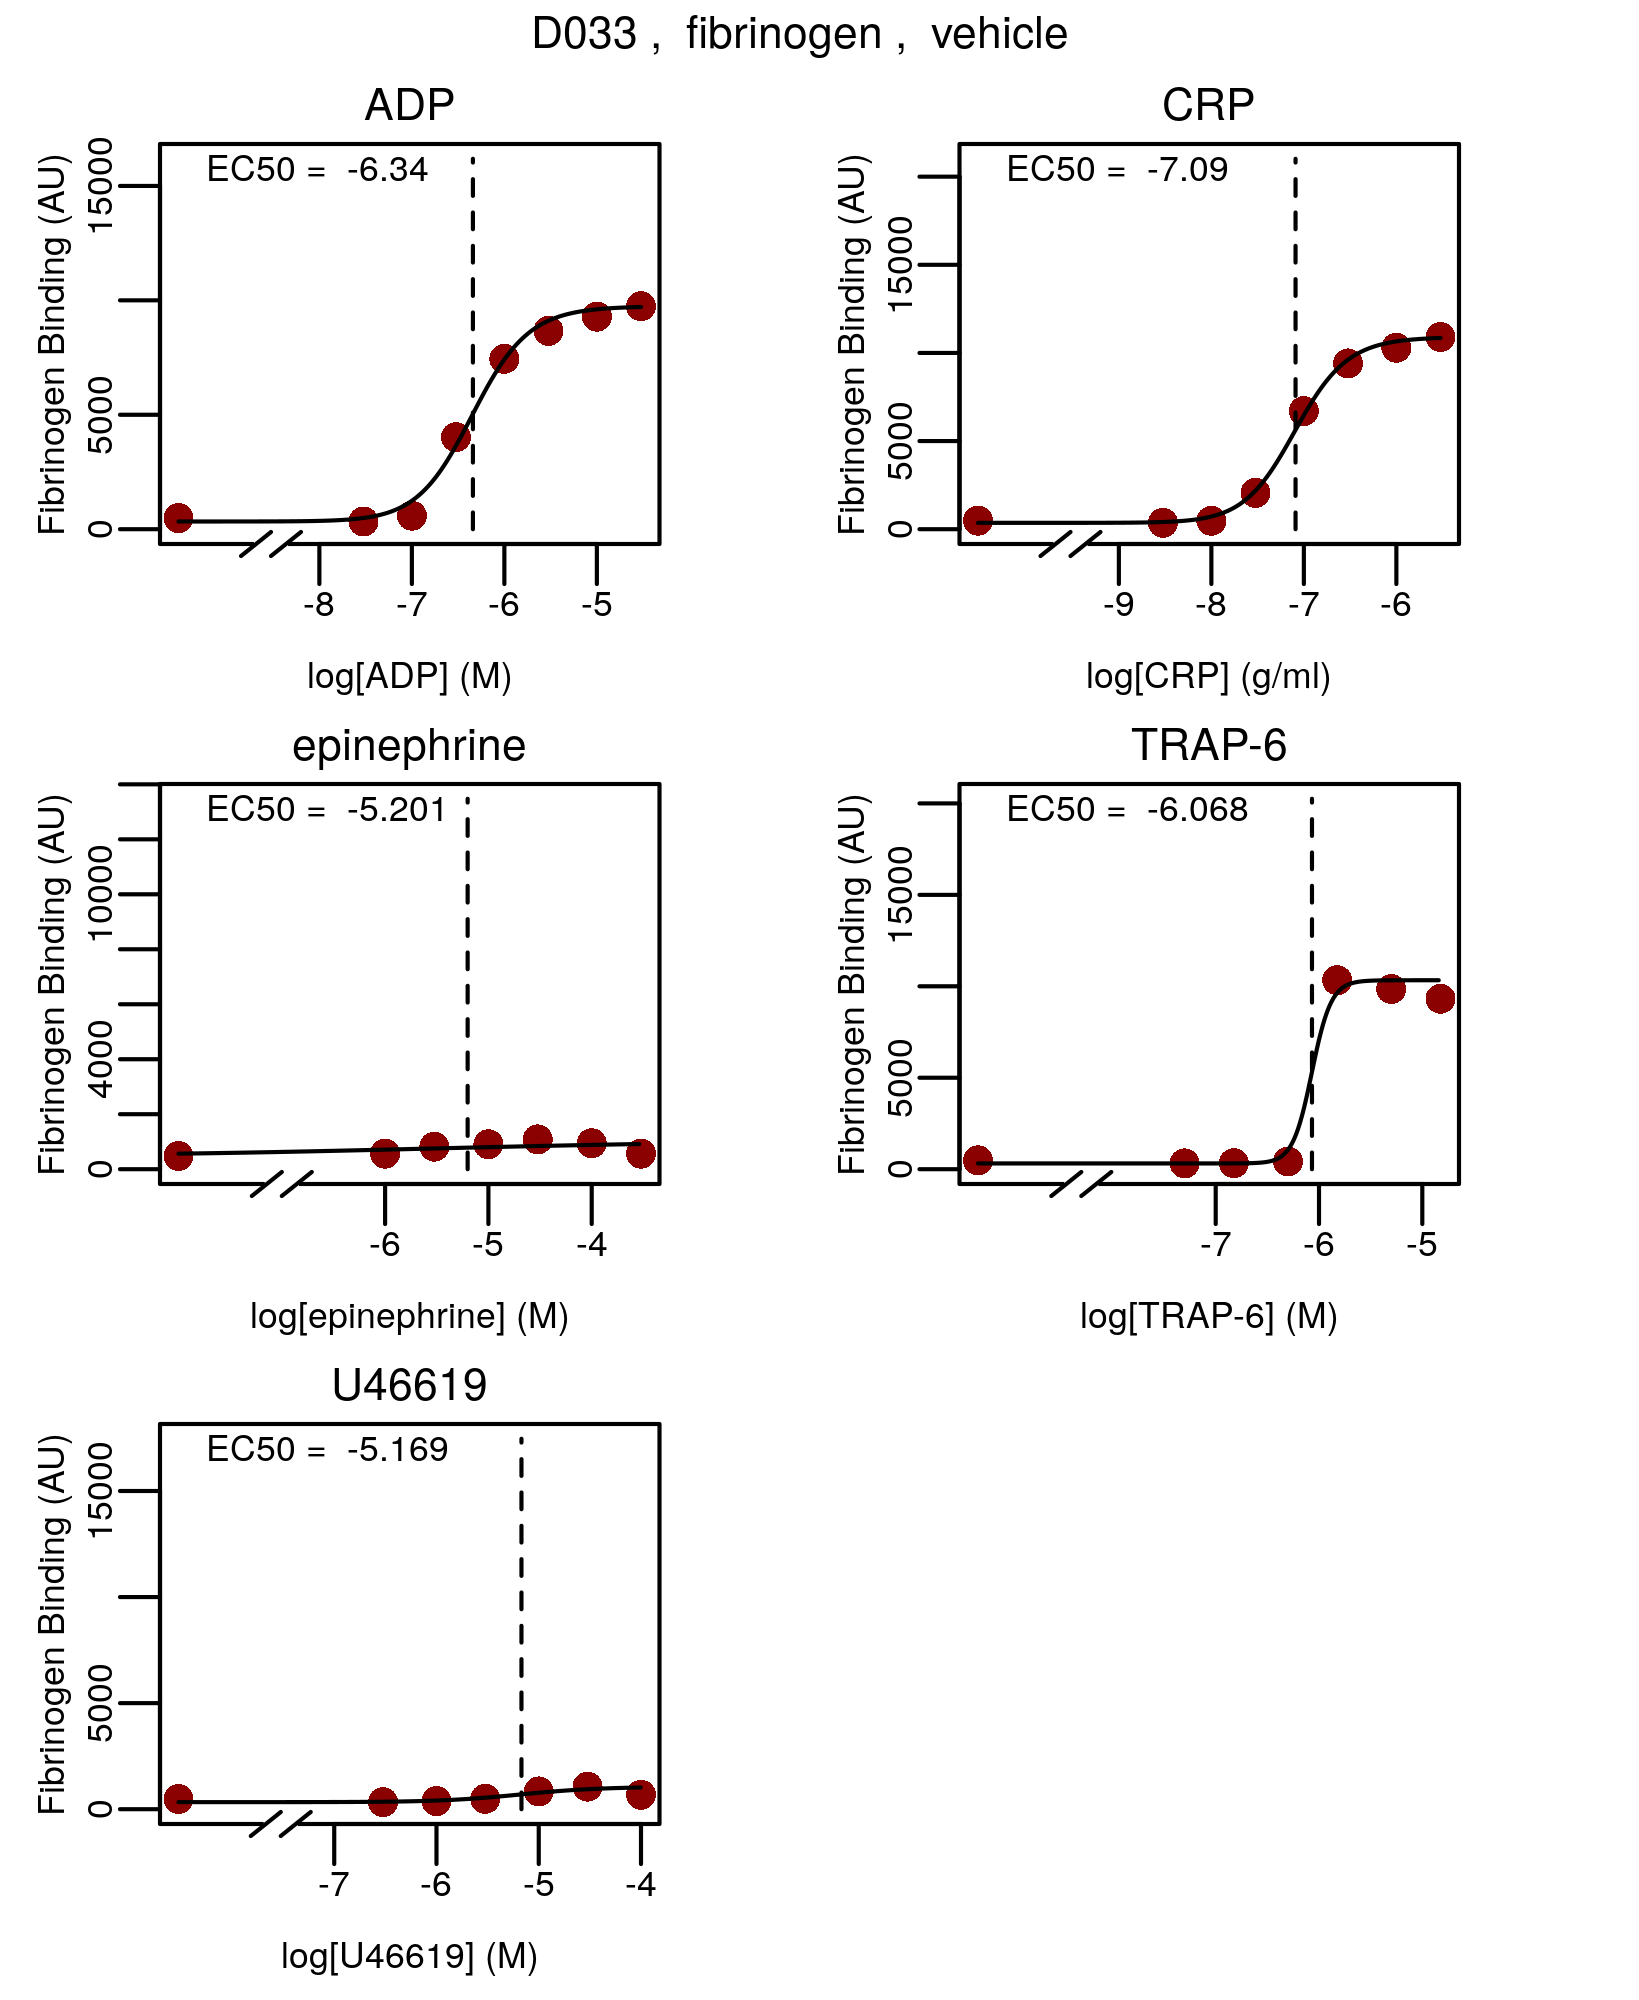 D033 , fibrinogen , vehicle
ADP
EC50 = -6.34
Fibrinogen Binding (AU)
0 5000 15000
-8 -7 -6 -5
log[ADP] (M)
CRP
EC50 = -7.09
Fibrinogen Binding (AU)
0 5000 15000
-9 -8 -7 -6
log[CRP] (g/ml)
epinephrine
EC50 = -5.201
Fibrinogen Binding (AU)
0 4000 10000
-6 -5 -4
log[epinephrine] (M)
TRAP-6
EC50 = -6.068
Fibrinogen Binding (AU)
0 5000 15000
-7 -6 -5
log[TRAP-6] (M)
U46619
EC50 = -5.169
Fibrinogen Binding (AU)
0 5000 15000
-7 -6 -5 -4
log[U46619] (M)